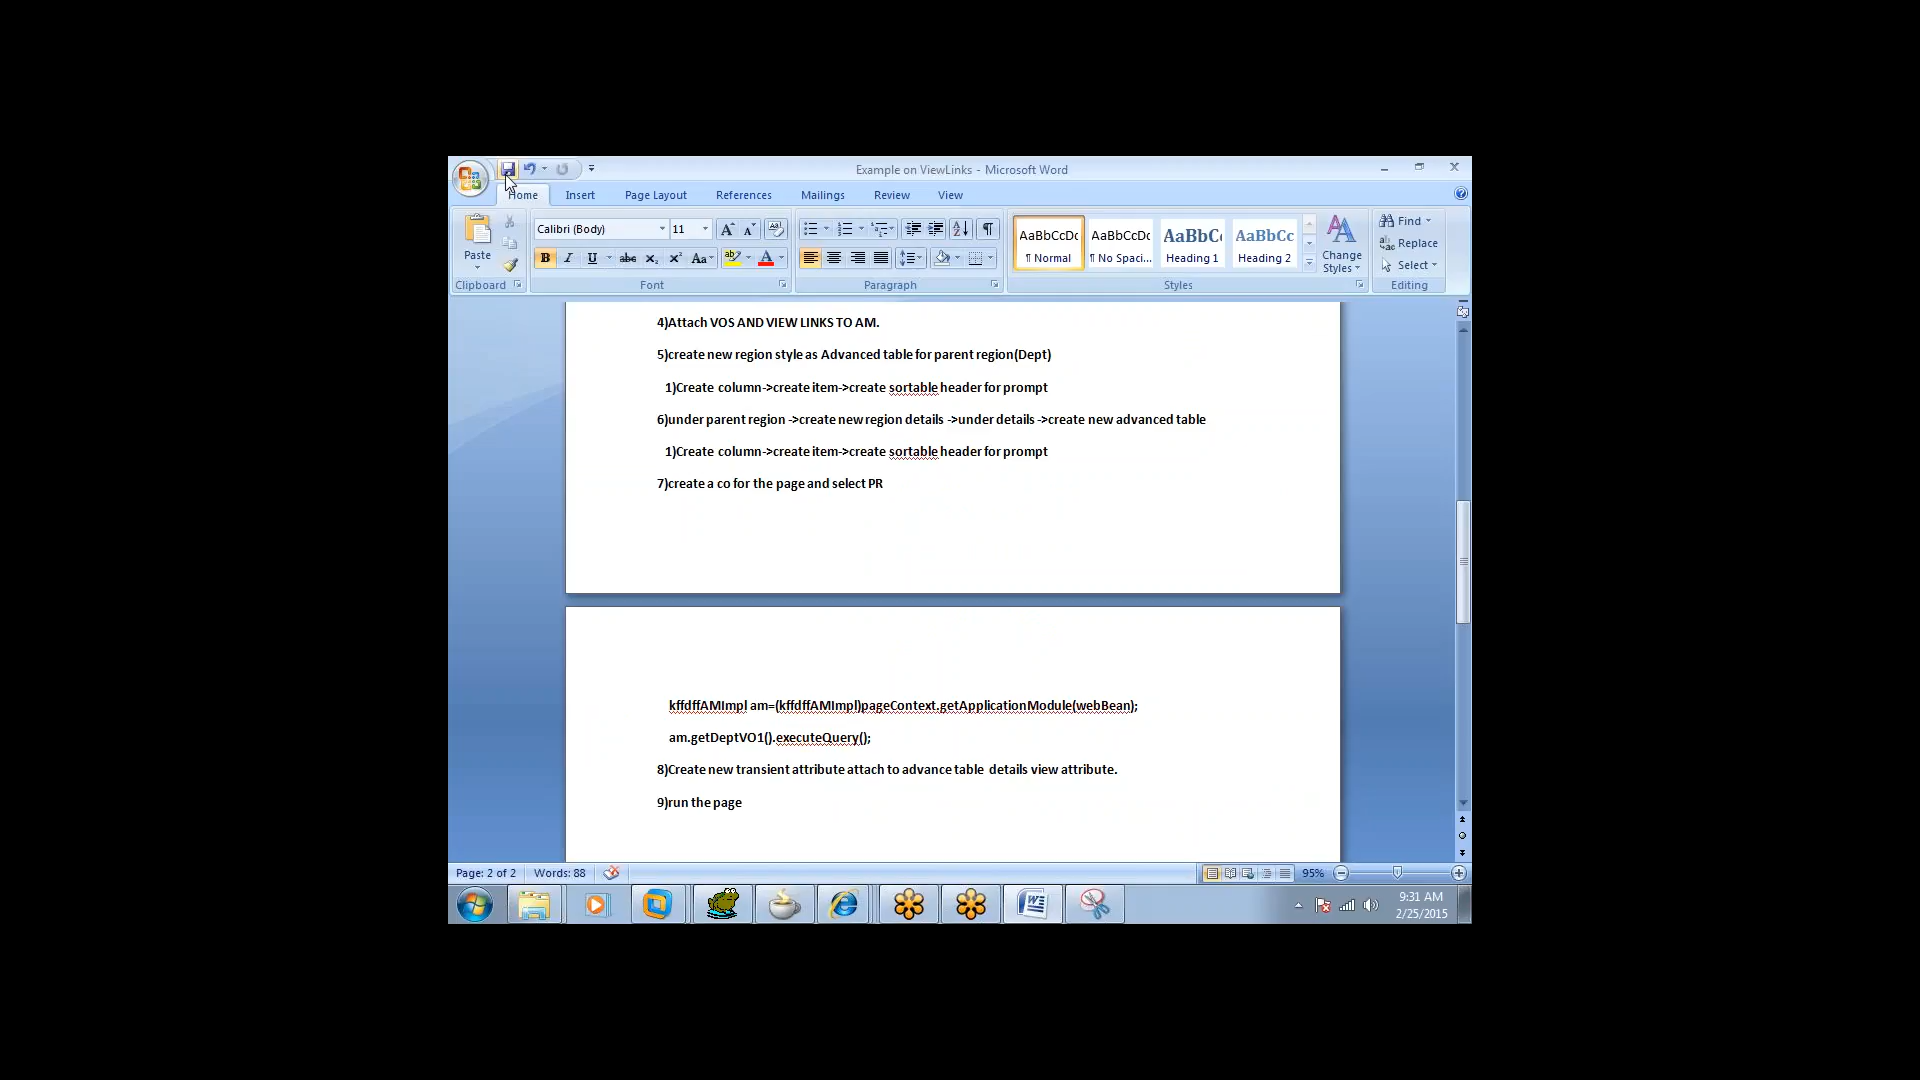 Example on ViewLinks - Microsoft Word
Home Insert Page Layout References Mailings Review View
Calibri (Body) 11
AaBbCcDc AaBbCcDc AaBbC AaBbCc
Find
Replace
Select
Paste
¶ Normal ¶ No Spaci... Heading 1 Heading 2
Change Styles
Clipboard Font Paragraph Styles Editing
4)Attach VOS AND VIEW LINKS TO AM.
5)create new region style as Advanced table for parent region(Dept)
1)Create column->create item->create sortable header for prompt
6)under parent region ->create new region details ->under details ->create new advanced table
1)Create column->create item->create sortable header for prompt
7)create a co for the page and select PR
kffdffAMImpl am=(kffdffAMImpl)pageContext.getApplicationModule(webBean);
am.getDeptVO1().executeQuery();
8)Create new transient attribute attach to advance table details view attribute.
9)run the page
Page: 2 of 2 Words: 88 95%
9:31 AM
2/25/2015